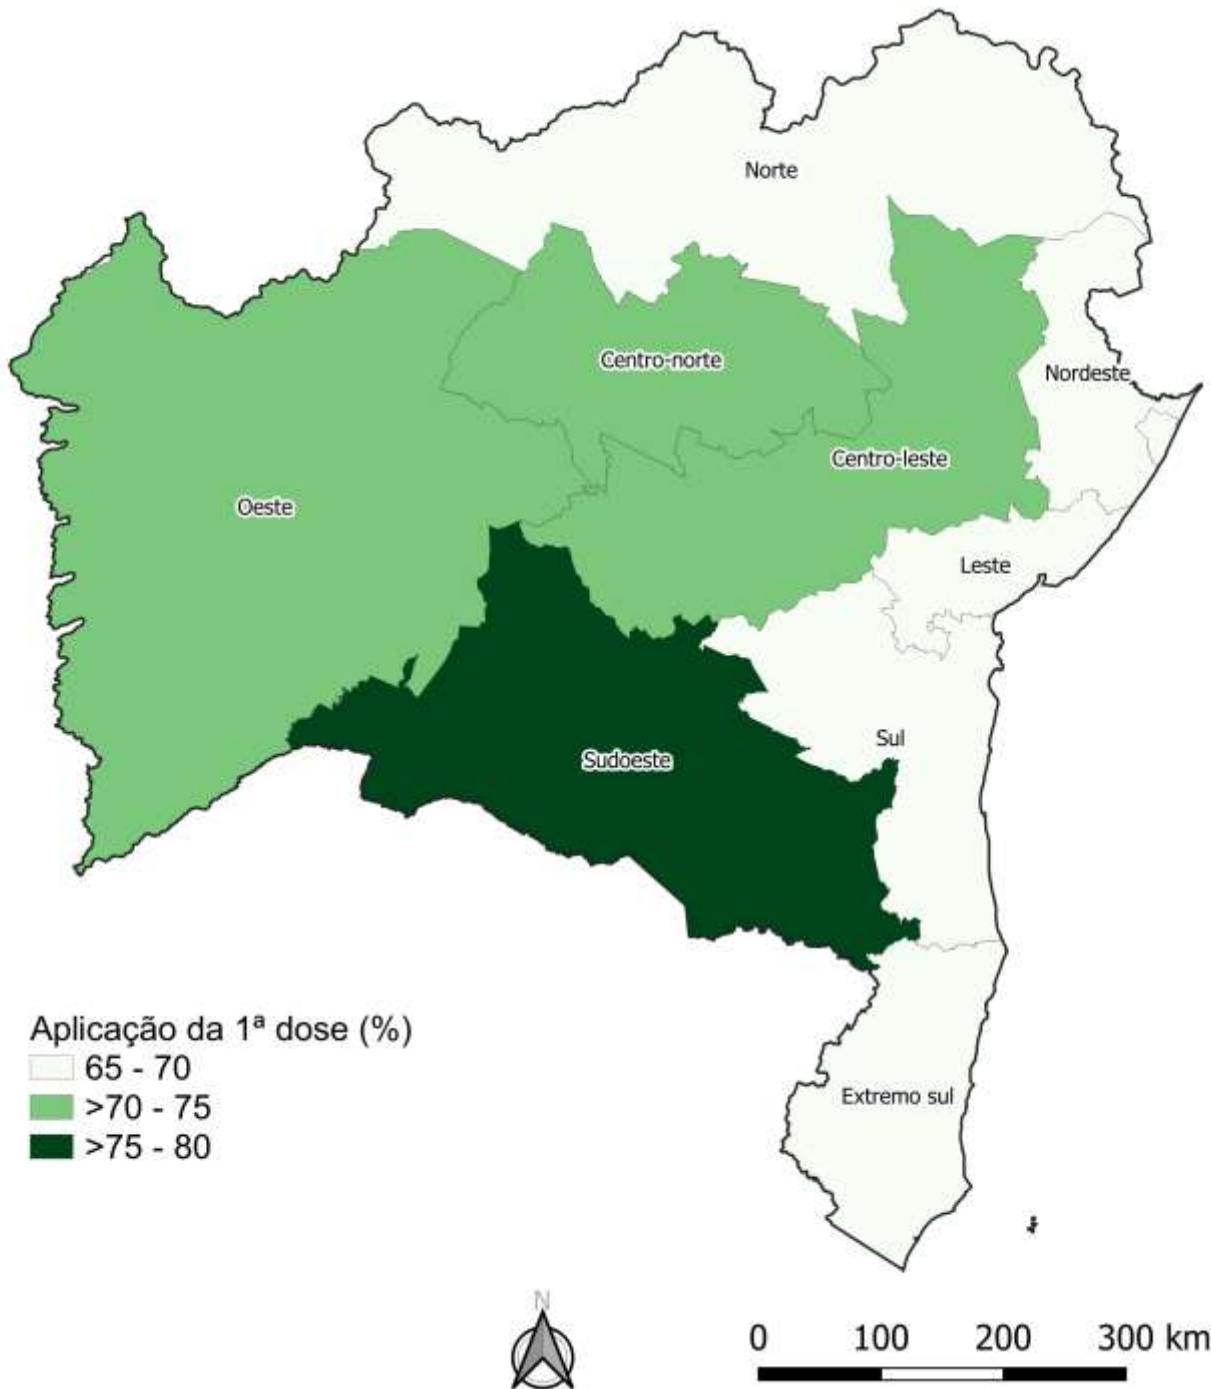 Norte
Centro-norte
Nordeste
Centro-leste
Oeste
Leste
Sul
Sudoeste
Aplicação da 1ª dose (%)
65 - 70
>70 - 75
>75 - 80
Extremo sul
N
0 100 200 300 km